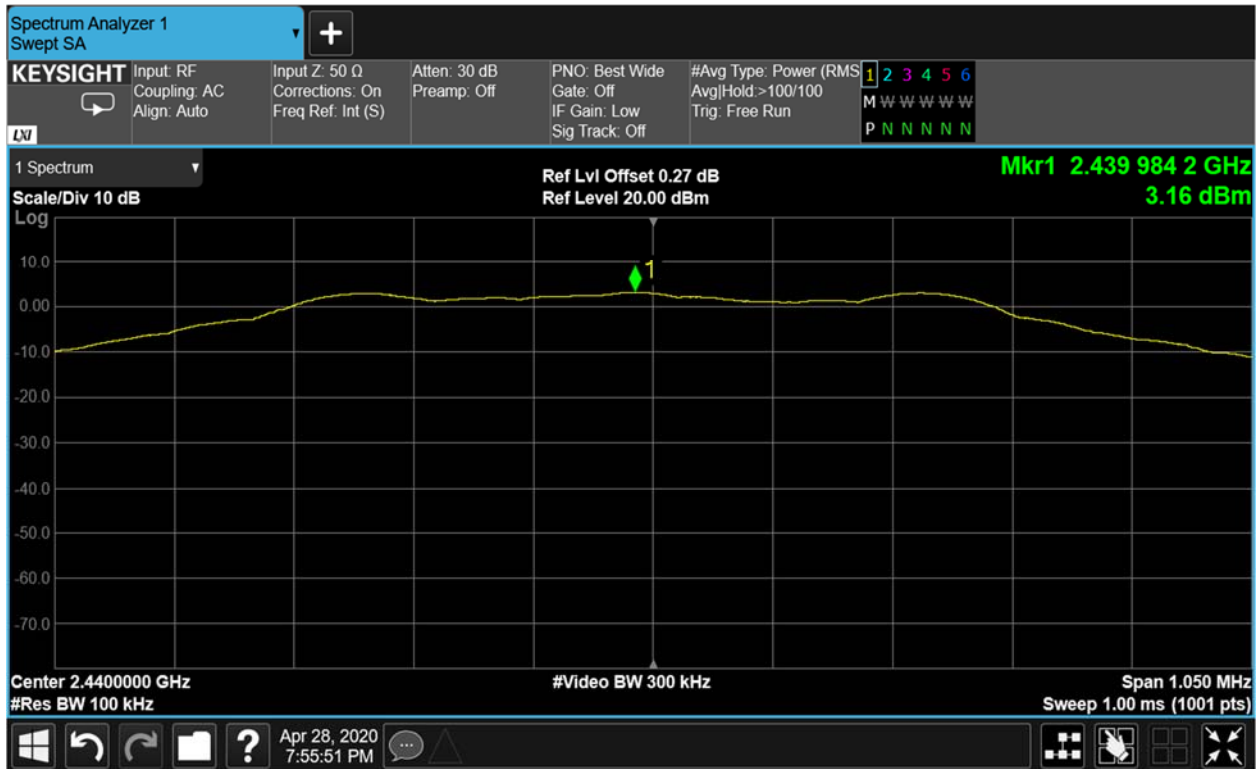 Spectrum Analyzer 1
Swept SA
+
KEYSIGHT
LXI
Input: RF
Coupling: AC
Align: Auto
Input Z: 50 Ω
Corrections: On
Freq Ref: Int (S)
Atten: 30 dB
Preamp: Off
PNO: Best Wide
Gate: Off
IF Gain: Low
Sig Track: Off
#Avg Type: Power (RMS
Avg|Hold:>100/100
Trig: Free Run
1 2 3 4 5 6
M W W W W W
P N N N N N
1 Spectrum
Scale/Div 10 dB
Ref Lvl Offset 0.27 dB
Ref Level 20.00 dBm
Mkr1 2.439 984 2 GHz
3.16 dBm
Log
10.0
0.00
-10.0
-20.0
-30.0
-40.0
-50.0
-60.0
-70.0
1
Center 2.4400000 GHz
#Res BW 100 kHz
#Video BW 300 kHz
Span 1.050 MHz
Sweep 1.00 ms (1001 pts)
?
Apr 28, 2020
7:55:51 PM